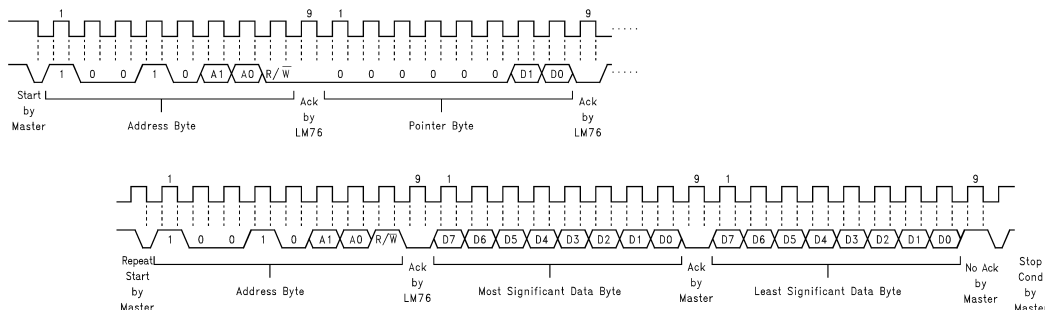 1 9 1 9
1 0 0 1 0 A1 A0 R/W̅ 0 0 0 0 0 0 D1 D0
Start
by
Master
Address Byte
Ack
by
LM76
Pointer Byte
Ack
by
LM76
1 9 1 9 1 9
1 0 0 1 0 A1 A0 R/W̅ D7 D6 D5 D4 D3 D2 D1 D0 D7 D6 D5 D4 D3 D2 D1 D0
Repeat
Start
by
Master
Address Byte
Ack
by
LM76
Most Significant Data Byte
Ack
by
Master
Least Significant Data Byte
No Ack
by
Master
Stop
Cond
by